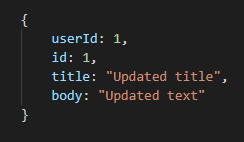 {
    userId: 1,
    id: 1,
    title: "Updated title",
    body: "Updated text"
}